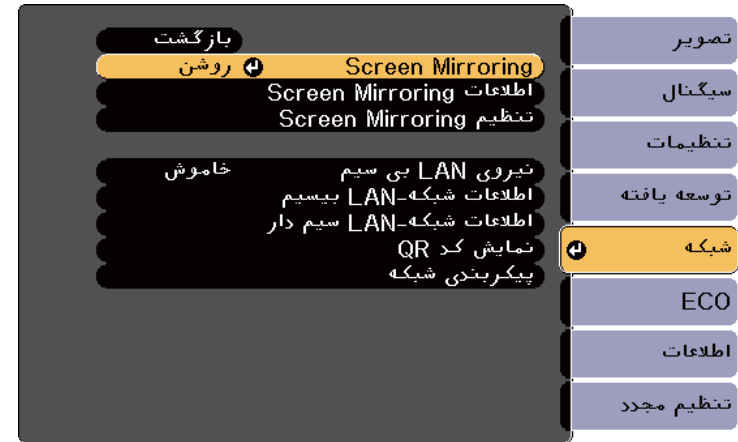 بازگشت
Screen Mirroring روشن
اطلاعات Screen Mirroring
تنظیم Screen Mirroring
نیروی LAN بی سیم خاموش
اطلاعات شبکه-LAN بیسیم
اطلاعات شبکه-LAN سیم دار
نمایش کد QR
پیکربندی شبکه
تصویر
سیگنال
تنظیمات
توسعه یافته
شبکه
ECO
اطلاعات
تنظیم مجدد